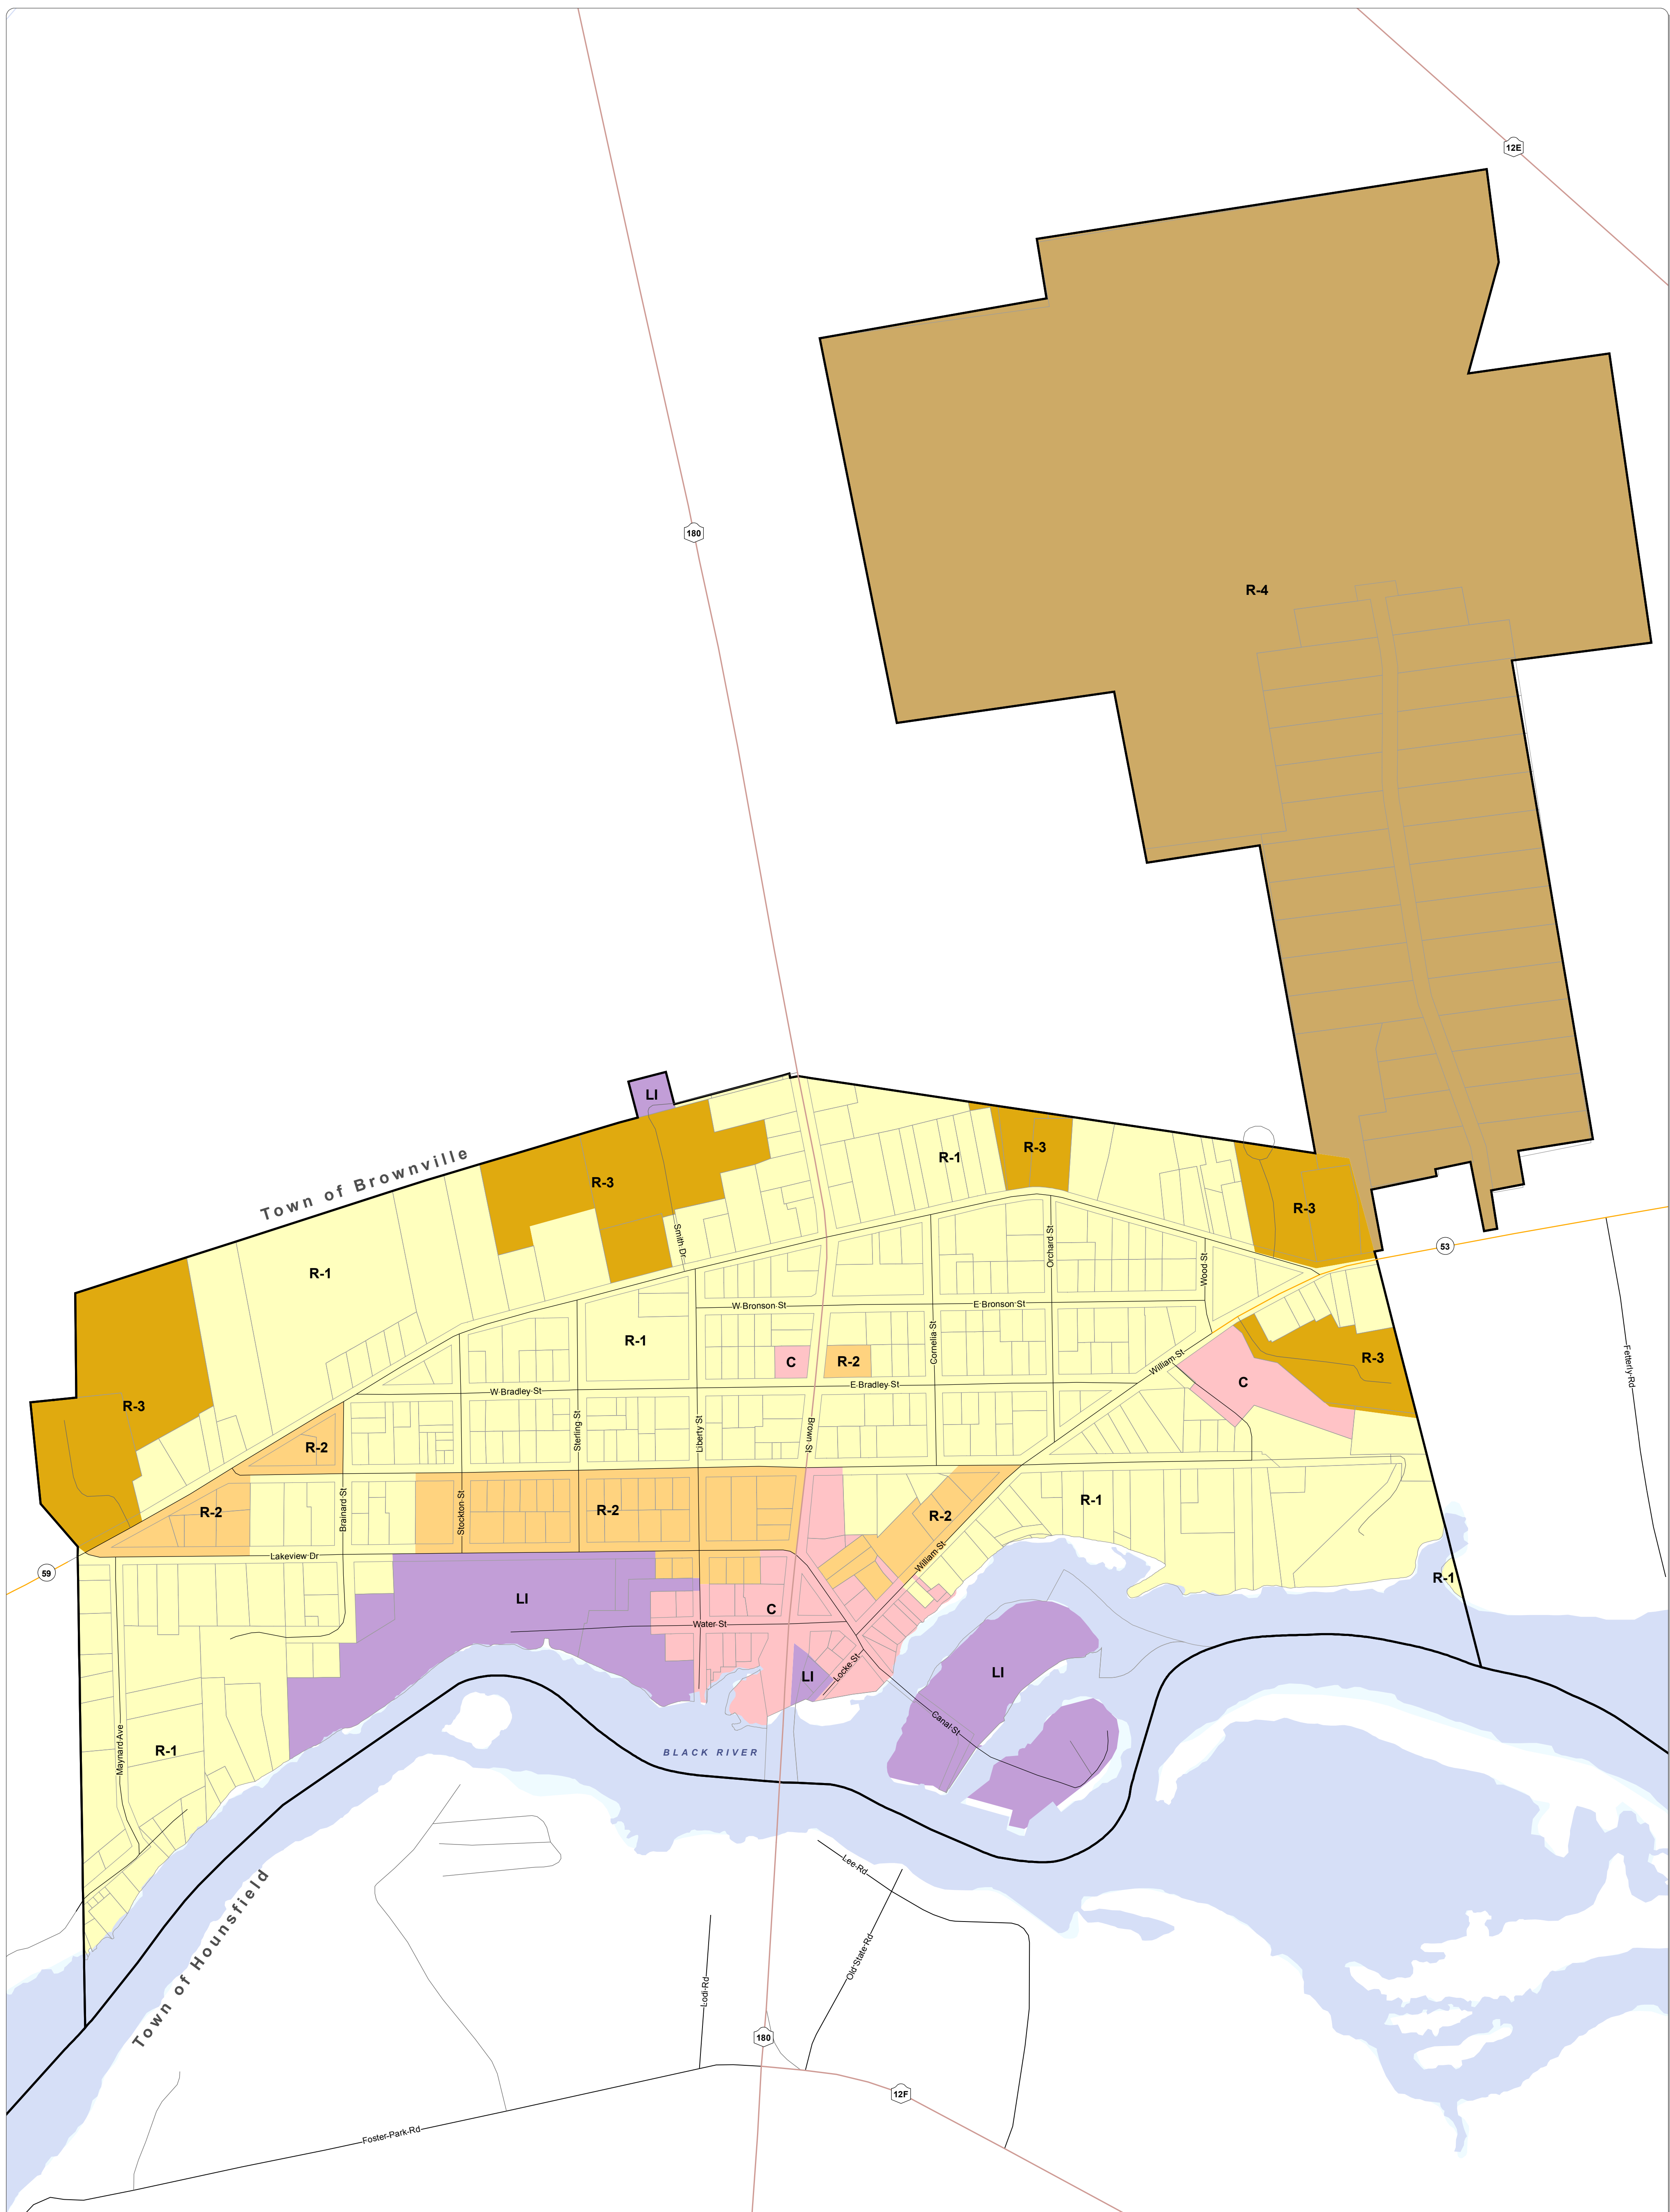 12E
180
R-4
LI
Town of Brownville
R-3
R-1
R-3
R-3
Smith Dr
Orchard St
53
Wood St
R-1
W Bronson St
E Bronson St
R-1
Cornelia St
C
R-2
William St
R-3
Fetterly Rd
C
W Bradley St
E Bradley St
R-3
Sterling St
Liberty St
Brown St
R-2
R-2
Brainard St
Stockton St
R-2
R-2
R-1
William St
Lakeview Dr
59
R-1
LI
C
Water St
Locke St
LI
LI
Canal St
Maynard Ave
R-1
BLACK RIVER
Lee Rd
Town of Hounsfield
Old State Rd
Lodi Rd
180
12F
Foster Park Rd